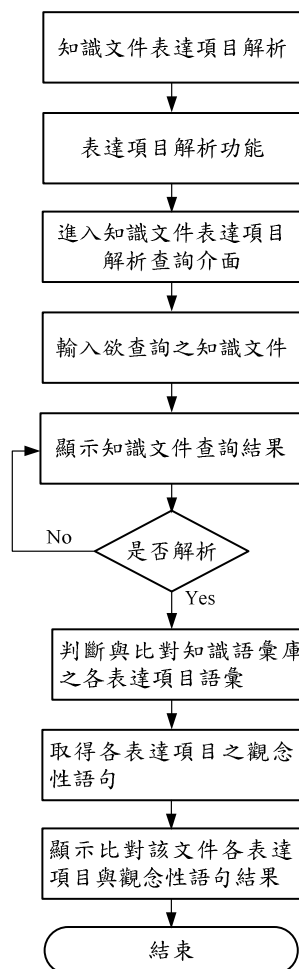 知識文件表達項目解析
表達項目解析功能
進入知識文件表達項目
解析查詢介面
輸入欲查詢之知識文件
顯示知識文件查詢結果
No
是否解析
Yes
判斷與比對知識語彙庫
之各表達項目語彙
取得各表達項目之觀念
性語句
顯示比對該文件各表達
項目與觀念性語句結果
結束